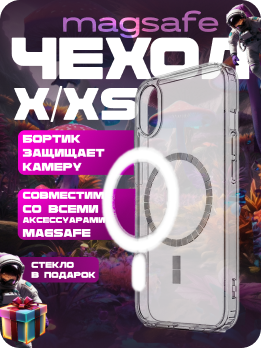 magsafe
ЧЕХОЛ
X/XS
БОРТИК
ЗАЩИЩАЕТ
КАМЕРУ
СОВМЕСТИМ
СО ВСЕМИ
АКСЕССУАРАМИ
MAGSAFE
СТЕКЛО
В ПОДАРОК